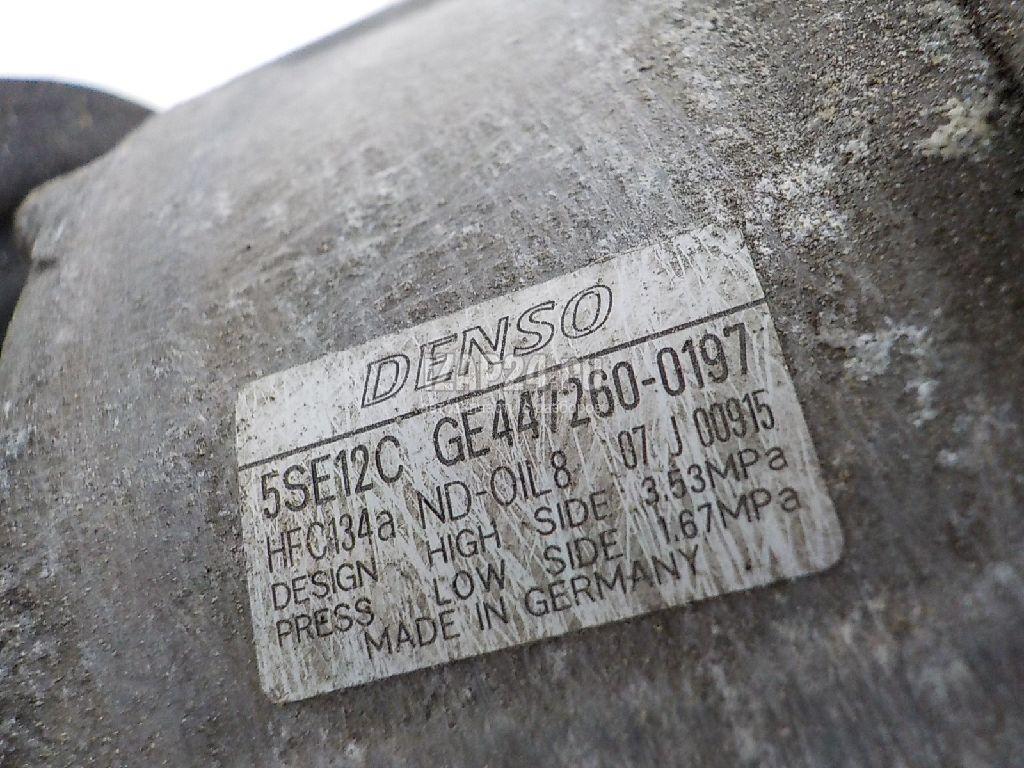 DENSO
5SE12C GE447260-0197
HFC134a ND-OIL8 07 J 00915
DESIGN HIGH SIDE 3.53MPa
PRESS LOW SIDE 1.67MPa
MADE IN GERMANY